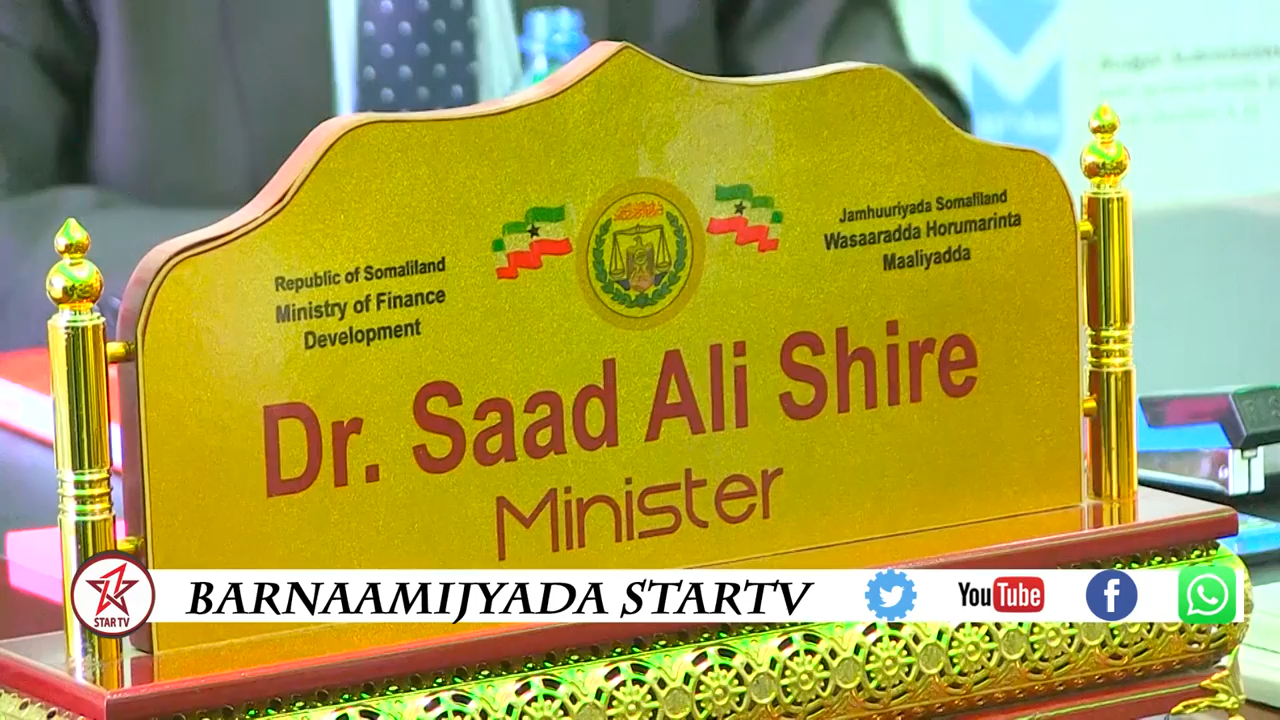 Republic of Somaliland
Ministry of Finance
Development
Jamhuuriyada Somaliland
Wasaaradda Horumarinta
Maaliyadda
Dr. Saad Ali Shire
Minister
STAR TV
BARNAAMIJYADA STARTV
YouTube